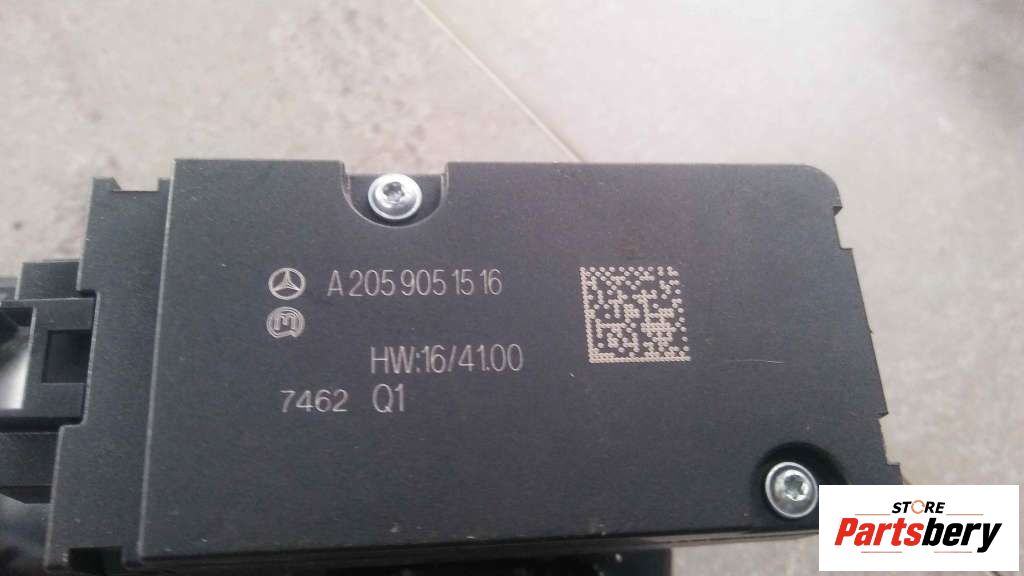 A 205 905 15 16
HW:16/41.00
7462 Q1
STORE
Partsbery